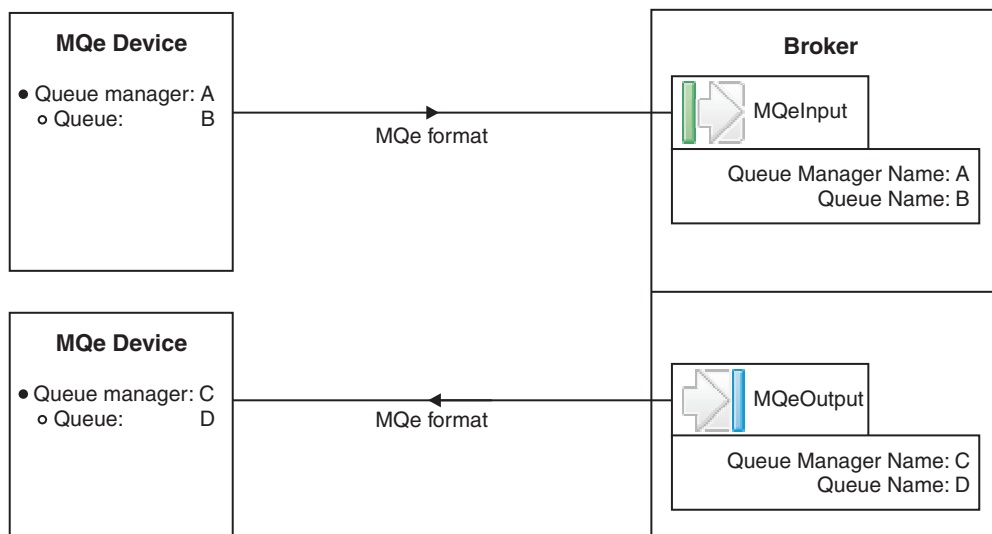 MQe Device
• Queue manager: A
o Queue: B
MQe format
Broker
MQeInput
Queue Manager Name: A
Queue Name: B
MQe Device
• Queue manager: C
o Queue: D
MQe format
MQeOutput
Queue Manager Name: C
Queue Name: D